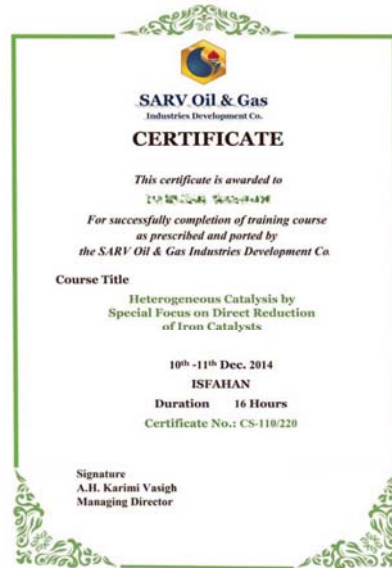 SARV Oil & Gas
Industries Development Co.
CERTIFICATE
This certificate is awarded to
For successfully completion of training course
as prescribed and ported by
the SARV Oil & Gas Industries Development Co.
Course Title
Heterogeneous Catalysis by
Special Focus on Direct Reduction
of Iron Catalysts
10th -11th Dec. 2014
ISFAHAN
Duration 16 Hours
Certificate No.: CS-110/220
Signature
A.H. Karimi Vasigh
Managing Director